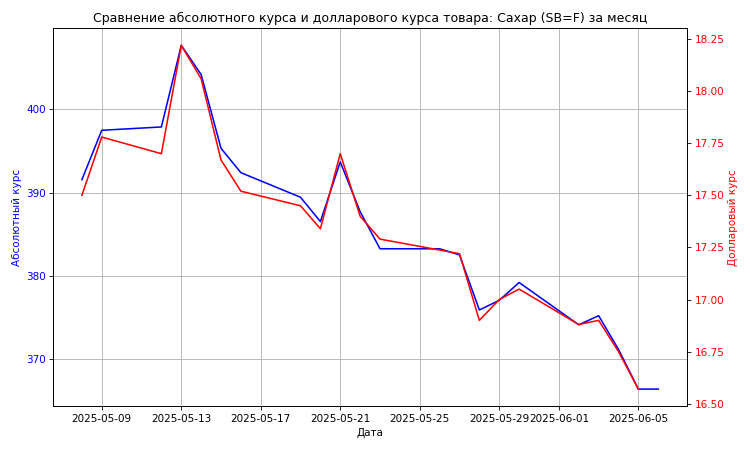 Сравнение абсолютного курса и долларового курса товара: Сахар (SB=F) за месяц
Абсолютный курс
400
390
380
370
18.25
18.00
17.75
17.50
17.25
17.00
16.75
16.50
Долларовый курс
2025-05-09 2025-05-13 2025-05-17 2025-05-21 2025-05-25 2025-05-29 2025-06-01 2025-06-05
Дата